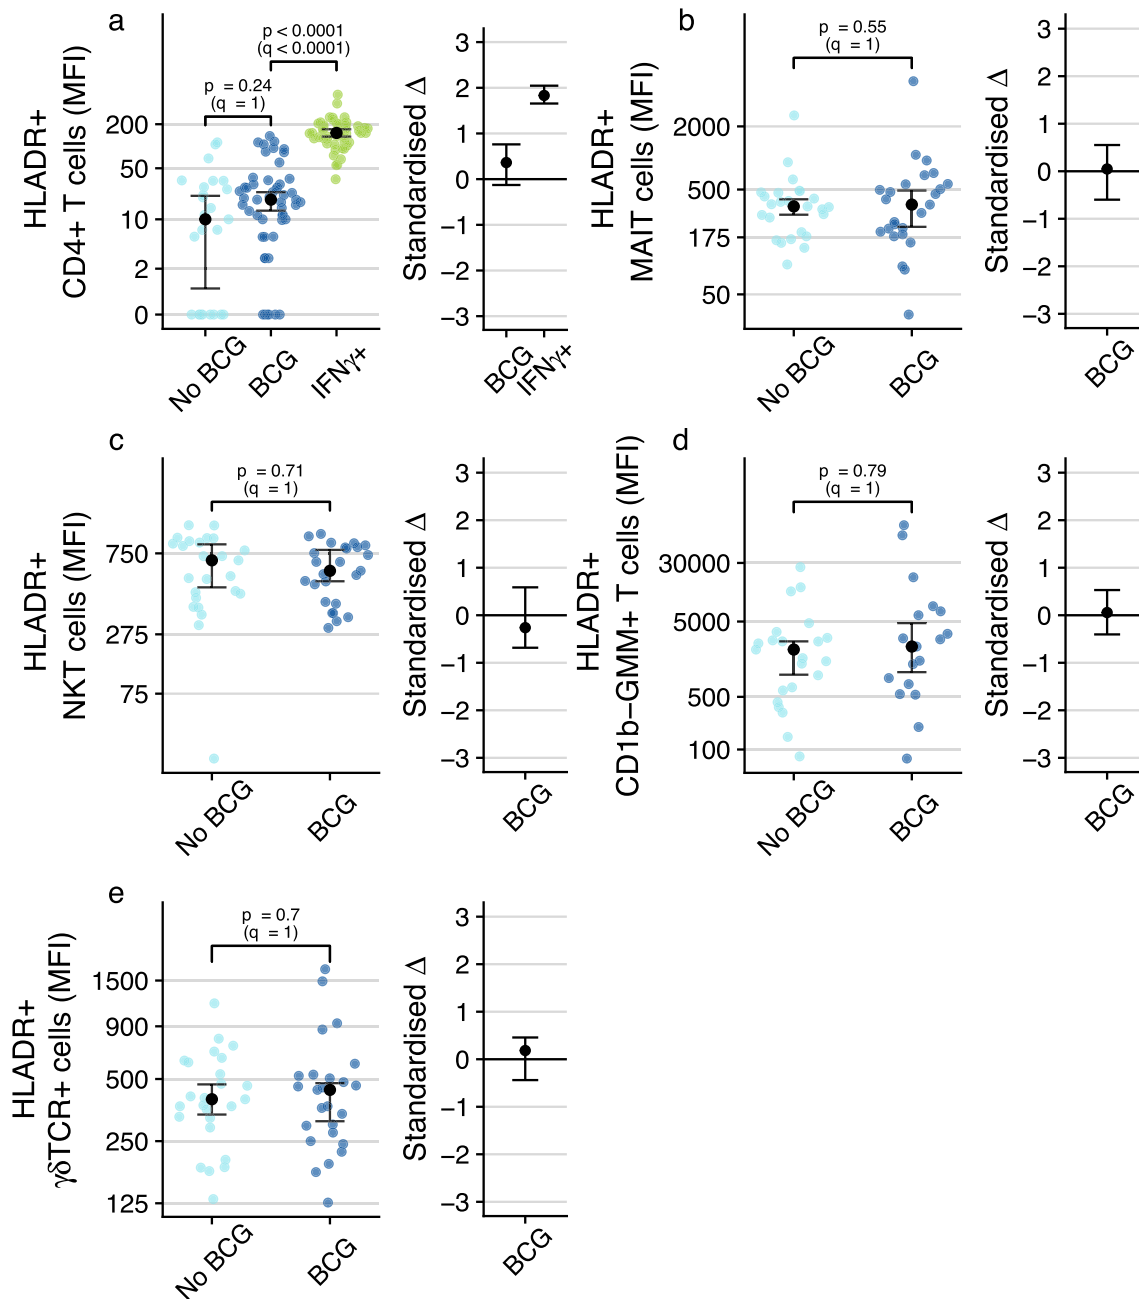 a
HLADR+
CD4+ T cells (MFI)
200
50
10
2
0
p = 0.24
(q = 1)
p < 0.0001
(q < 0.0001)
No BCG
BCG
IFNγ+
Standardised Δ
3
2
1
0
−1
−2
−3
BCG
IFNγ+
b
HLADR+
MAIT cells (MFI)
2000
500
175
50
p = 0.55
(q = 1)
No BCG
BCG
Standardised Δ
3
2
1
0
−1
−2
−3
BCG
c
HLADR+
NKT cells (MFI)
750
275
75
p = 0.71
(q = 1)
No BCG
BCG
Standardised Δ
3
2
1
0
−1
−2
−3
BCG
d
HLADR+
CD1b−GMM+ T cells (MFI)
30000
5000
500
100
p = 0.79
(q = 1)
No BCG
BCG
Standardised Δ
3
2
1
0
−1
−2
−3
BCG
e
HLADR+
γδTCR+ cells (MFI)
1500
900
500
250
125
p = 0.7
(q = 1)
No BCG
BCG
Standardised Δ
3
2
1
0
−1
−2
−3
BCG